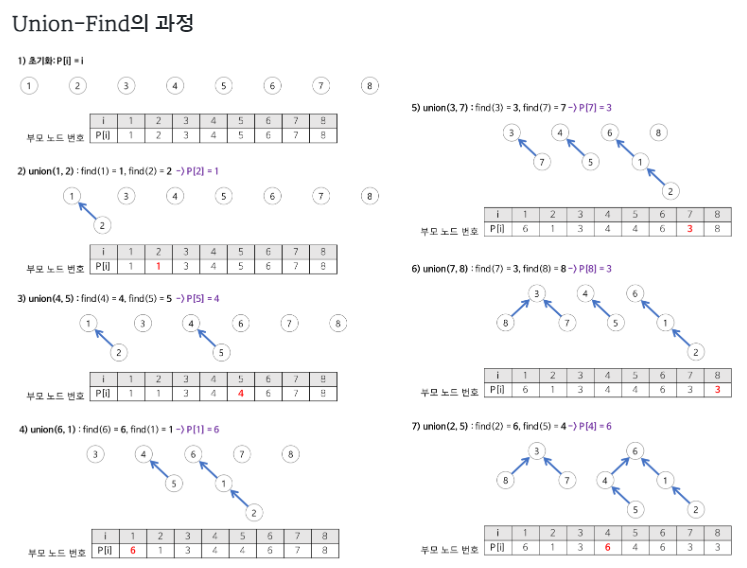 Union-Find의 과정
1) 초기화: P[i] = i
1 2 3 4 5 6 7 8
i 1 2 3 4 5 6 7 8
부모 노드 번호 P[i] 1 2 3 4 5 6 7 8
2) union(1, 2) : find(1) = 1, find(2) = 2 -> P[2] = 1
1 3 4 5 6 7 8
2
i 1 2 3 4 5 6 7 8
부모 노드 번호 P[i] 1 1 3 4 5 6 7 8
3) union(4, 5) : find(4) = 4, find(5) = 5 -> P[5] = 4
1 3 4 6 7 8
2 5
i 1 2 3 4 5 6 7 8
부모 노드 번호 P[i] 1 1 3 4 4 6 7 8
4) union(6, 1) : find(6) = 6, find(1) = 1 -> P[1] = 6
3 4 6 7 8
5 1
2
i 1 2 3 4 5 6 7 8
부모 노드 번호 P[i] 6 1 3 4 4 6 7 8
5) union(3, 7) : find(3) = 3, find(7) = 7 -> P[7] = 3
3 4 6 8
7 5 1
2
i 1 2 3 4 5 6 7 8
부모 노드 번호 P[i] 6 1 3 4 4 6 3 8
6) union(7, 8) : find(7) = 3, find(8) = 8 -> P[8] = 3
3 4 6
8 7 5 1
2
i 1 2 3 4 5 6 7 8
부모 노드 번호 P[i] 6 1 3 4 4 6 3 3
7) union(2, 5) : find(2) = 6, find(5) = 4 -> P[4] = 6
3 6
8 7 4 1
5 2
i 1 2 3 4 5 6 7 8
부모 노드 번호 P[i] 6 1 3 6 4 6 3 3